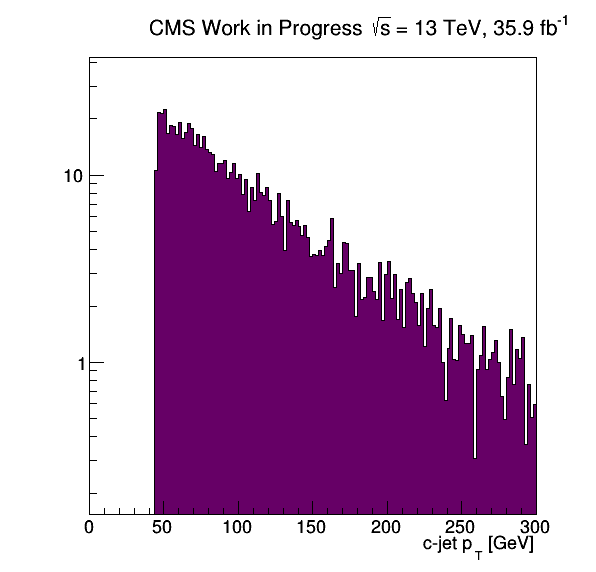 CMS Work in Progress √s = 13 TeV, 35.9 fb⁻¹
10
1
0 50 100 150 200 250 300
c-jet p_T [GeV]